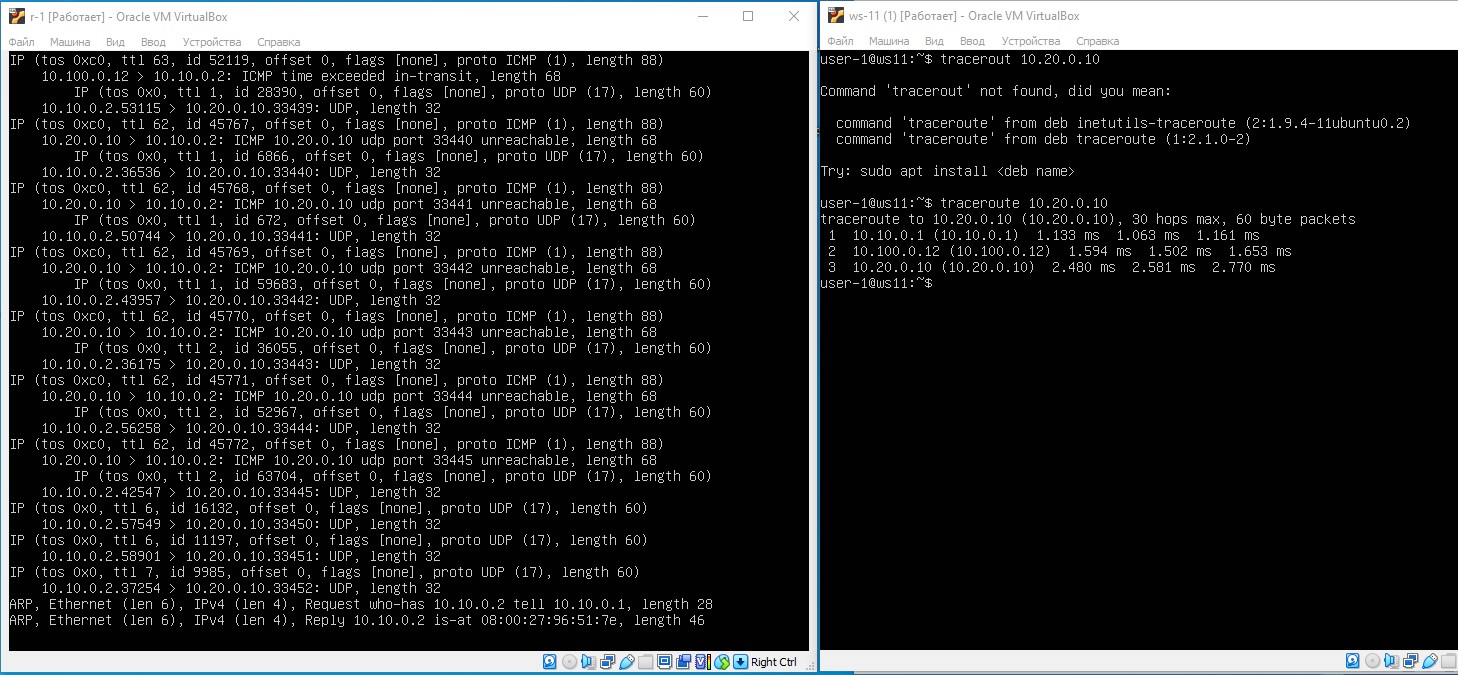 r-1 [Работает] - Oracle VM VirtualBox
Файл Машина Вид Ввод Устройства Справка
IP (tos 0xc0, ttl 63, id 52119, offset 0, flags [none], proto ICMP (1), length 88)
    10.100.0.12 > 10.10.0.2: ICMP time exceeded in-transit, length 68
        IP (tos 0x0, ttl 1, id 28390, offset 0, flags [none], proto UDP (17), length 60)
    10.10.0.2.53115 > 10.20.0.10.33439: UDP, length 32
IP (tos 0xc0, ttl 62, id 45767, offset 0, flags [none], proto ICMP (1), length 88)
    10.20.0.10 > 10.10.0.2: ICMP 10.20.0.10 udp port 33440 unreachable, length 68
        IP (tos 0x0, ttl 1, id 6866, offset 0, flags [none], proto UDP (17), length 60)
    10.10.0.2.36536 > 10.20.0.10.33440: UDP, length 32
IP (tos 0xc0, ttl 62, id 45768, offset 0, flags [none], proto ICMP (1), length 88)
    10.20.0.10 > 10.10.0.2: ICMP 10.20.0.10 udp port 33441 unreachable, length 68
        IP (tos 0x0, ttl 1, id 672, offset 0, flags [none], proto UDP (17), length 60)
    10.10.0.2.50744 > 10.20.0.10.33441: UDP, length 32
IP (tos 0xc0, ttl 62, id 45769, offset 0, flags [none], proto ICMP (1), length 88)
    10.20.0.10 > 10.10.0.2: ICMP 10.20.0.10 udp port 33442 unreachable, length 68
        IP (tos 0x0, ttl 1, id 59683, offset 0, flags [none], proto UDP (17), length 60)
    10.10.0.2.43957 > 10.20.0.10.33442: UDP, length 32
IP (tos 0xc0, ttl 62, id 45770, offset 0, flags [none], proto ICMP (1), length 88)
    10.20.0.10 > 10.10.0.2: ICMP 10.20.0.10 udp port 33443 unreachable, length 68
        IP (tos 0x0, ttl 2, id 36055, offset 0, flags [none], proto UDP (17), length 60)
    10.10.0.2.36175 > 10.20.0.10.33443: UDP, length 32
IP (tos 0xc0, ttl 62, id 45771, offset 0, flags [none], proto ICMP (1), length 88)
    10.20.0.10 > 10.10.0.2: ICMP 10.20.0.10 udp port 33444 unreachable, length 68
        IP (tos 0x0, ttl 2, id 52967, offset 0, flags [none], proto UDP (17), length 60)
    10.10.0.2.56258 > 10.20.0.10.33444: UDP, length 32
IP (tos 0xc0, ttl 62, id 45772, offset 0, flags [none], proto ICMP (1), length 88)
    10.20.0.10 > 10.10.0.2: ICMP 10.20.0.10 udp port 33445 unreachable, length 68
        IP (tos 0x0, ttl 2, id 63704, offset 0, flags [none], proto UDP (17), length 60)
    10.10.0.2.42547 > 10.20.0.10.33445: UDP, length 32
IP (tos 0x0, ttl 6, id 16132, offset 0, flags [none], proto UDP (17), length 60)
    10.10.0.2.57549 > 10.20.0.10.33450: UDP, length 32
IP (tos 0x0, ttl 6, id 11197, offset 0, flags [none], proto UDP (17), length 60)
    10.10.0.2.58901 > 10.20.0.10.33451: UDP, length 32
IP (tos 0x0, ttl 7, id 9985, offset 0, flags [none], proto UDP (17), length 60)
    10.10.0.2.37254 > 10.20.0.10.33452: UDP, length 32
ARP, Ethernet (len 6), IPv4 (len 4), Request who-has 10.10.0.2 tell 10.10.0.1, length 28
ARP, Ethernet (len 6), IPv4 (len 4), Reply 10.10.0.2 is-at 08:00:27:96:51:7e, length 46
Right Ctrl
ws-11 (1) [Работает] - Oracle VM VirtualBox
Файл Машина Вид Ввод Устройства Справка
user-1@ws11:~$ tracerout 10.20.0.10
Command 'tracerout' not found, did you mean:
  command 'traceroute' from deb inetutils-traceroute (2:1.9.4-11ubuntu0.2)
  command 'traceroute' from deb traceroute (1:2.1.0-2)
Try: sudo apt install <deb name>
user-1@ws11:~$ traceroute 10.20.0.10
traceroute to 10.20.0.10 (10.20.0.10), 30 hops max, 60 byte packets
 1  10.10.0.1 (10.10.0.1)  1.133 ms  1.063 ms  1.161 ms
 2  10.100.0.12 (10.100.0.12)  1.594 ms  1.502 ms  1.653 ms
 3  10.20.0.10 (10.20.0.10)  2.480 ms  2.581 ms  2.770 ms
user-1@ws11:~$